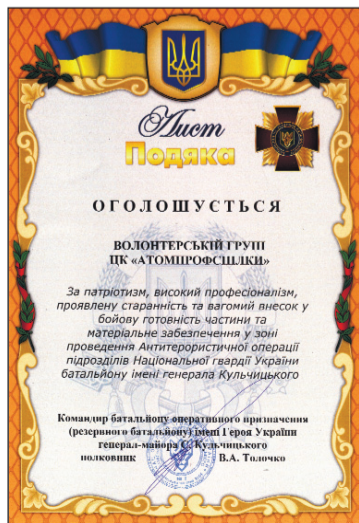 Лист
Подяка
ОГОЛОШУЄТЬСЯ
ВОЛОНТЕРСЬКІЙ ГРУПІ
ЦК «АТОМПРОФСПІЛКИ»
За патріотизм, високий професіоналізм,
проявлену старанність та вагомий внесок у
бойову готовність частини та
матеріальне забезпечення у зоні
проведення Антитерористичної операції
підрозділів Національної гвардії України
батальйону імені генерала Кульчицького
Командир батальйону оперативного призначення
(резервного батальйону) імені Героя України
генерал-майора С. Кульчицького
полковник В.А. Толочко